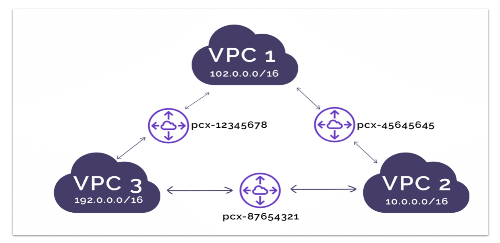 VPC 1
102.0.0.0/16
pcx-12345678
pcx-45645645
VPC 3
192.0.0.0/16
VPC 2
10.0.0.0/16
pcx-87654321